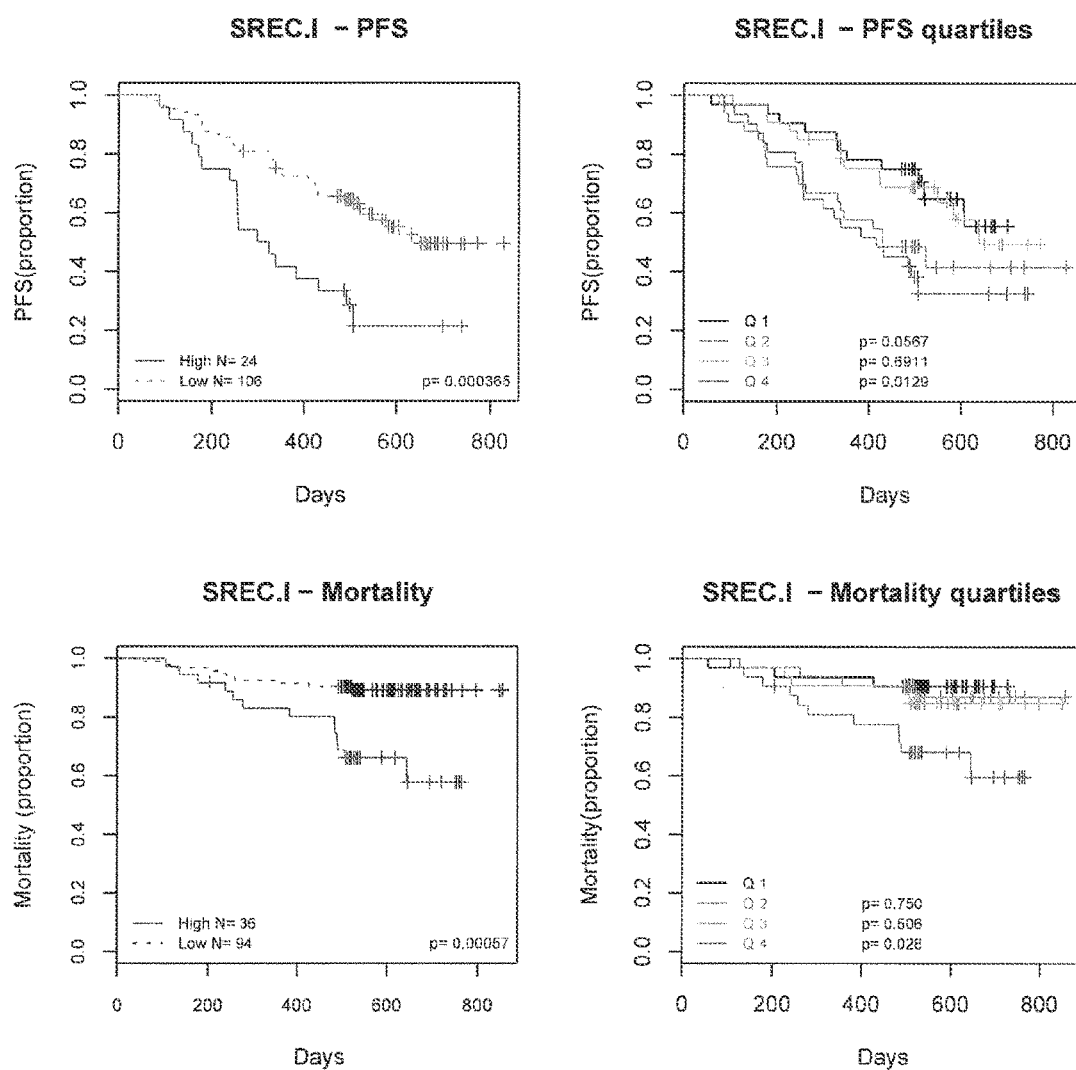 SREC.I – PFS
PFS(proportion)
1.0
0.8
0.6
0.4
0.2
0.0
High N= 24
Low N= 106
p= 0.000365
0 200 400 600 800
Days
SREC.I – PFS quartiles
PFS(proportion)
1.0
0.8
0.6
0.4
0.2
0.0
Q 1
Q 2 p= 0.0567
Q 3 p= 0.6911
Q 4 p= 0.0129
0 200 400 600 800
Days
SREC.I – Mortality
Mortality (proportion)
1.0
0.8
0.6
0.4
0.2
0.0
High N= 36
Low N= 94
p= 0.00057
0 200 400 600 800
Days
SREC.I – Mortality quartiles
Mortality(proportion)
1.0
0.8
0.6
0.4
0.2
0.0
Q 1
Q 2 p= 0.750
Q 3 p= 0.506
Q 4 p= 0.028
0 200 400 600 800
Days